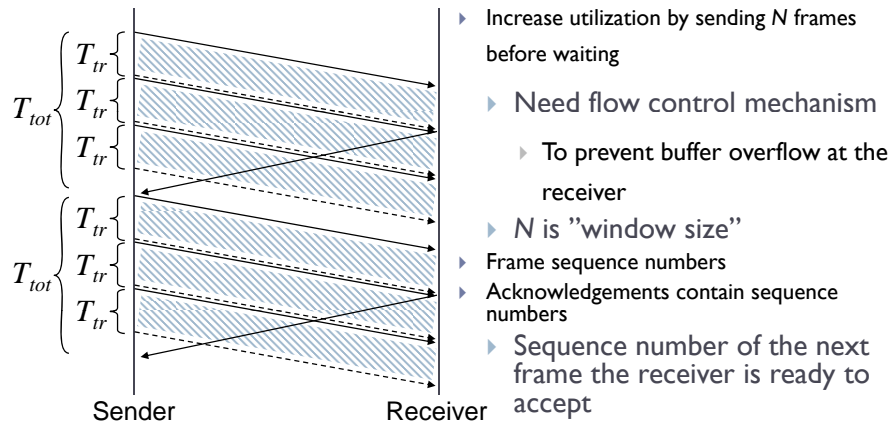 T_tr
T_tr
T_tot
T_tr
T_tr
T_tr
T_tot
T_tr
Sender
Receiver
Increase utilization by sending N frames
before waiting
Need flow control mechanism
To prevent buffer overflow at the
receiver
N is ”window size”
Frame sequence numbers
Acknowledgements contain sequence
numbers
Sequence number of the next
frame the receiver is ready to
accept